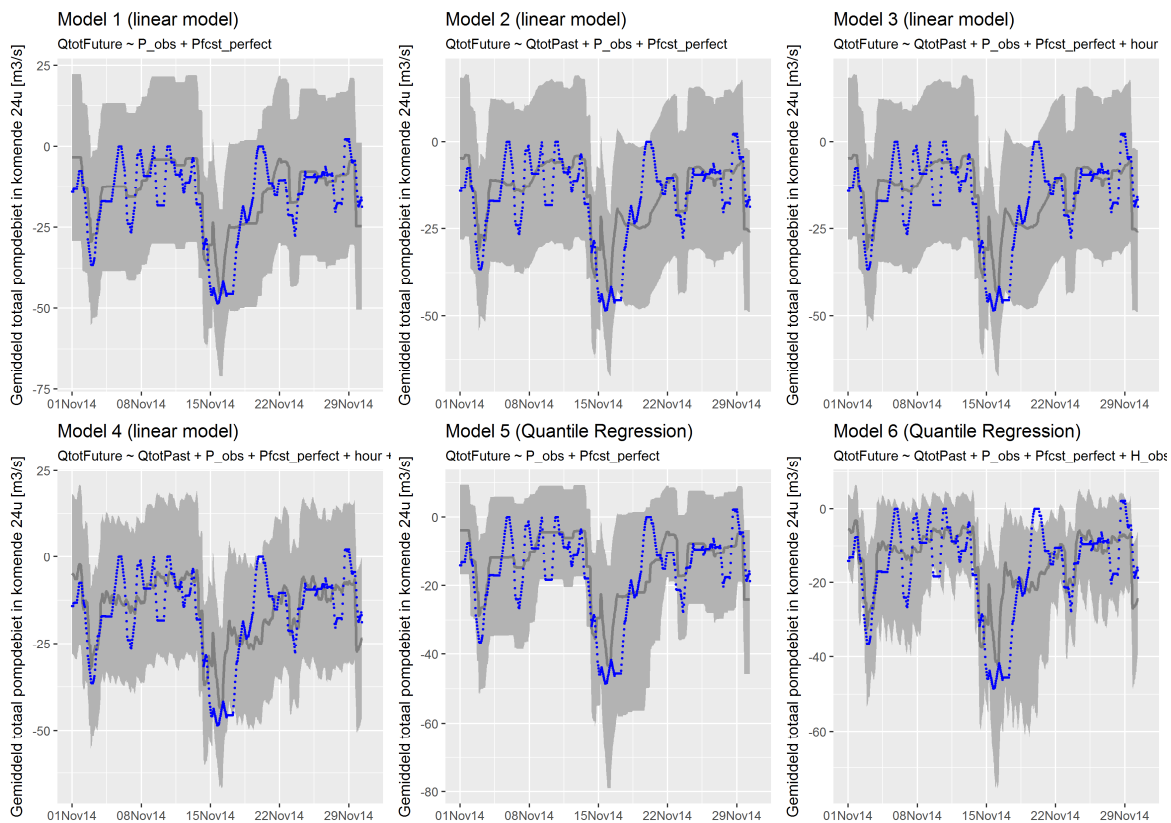 Model 1 (linear model)
QtotFuture ~ P_obs + Pfcst_perfect
Gemiddeld totaal pompdebiet in komende 24u [m3/s]
25
0
-25
-50
-75
01Nov14 08Nov14 15Nov14 22Nov14 29Nov14
Model 2 (linear model)
QtotFuture ~ QtotPast + P_obs + Pfcst_perfect
Gemiddeld totaal pompdebiet in komende 24u [m3/s]
0
-25
-50
01Nov14 08Nov14 15Nov14 22Nov14 29Nov14
Model 3 (linear model)
QtotFuture ~ QtotPast + P_obs + Pfcst_perfect + hour
Gemiddeld totaal pompdebiet in komende 24u [m3/s]
0
-25
-50
01Nov14 08Nov14 15Nov14 22Nov14 29Nov14
Model 4 (linear model)
QtotFuture ~ QtotPast + P_obs + Pfcst_perfect + hour +
Gemiddeld totaal pompdebiet in komende 24u [m3/s]
25
0
-25
-50
01Nov14 08Nov14 15Nov14 22Nov14 29Nov14
Model 5 (Quantile Regression)
QtotFuture ~ P_obs + Pfcst_perfect
Gemiddeld totaal pompdebiet in komende 24u [m3/s]
0
-20
-40
-60
-80
01Nov14 08Nov14 15Nov14 22Nov14 29Nov14
Model 6 (Quantile Regression)
QtotFuture ~ QtotPast + P_obs + Pfcst_perfect + H_obs
Gemiddeld totaal pompdebiet in komende 24u [m3/s]
0
-20
-40
-60
01Nov14 08Nov14 15Nov14 22Nov14 29Nov14